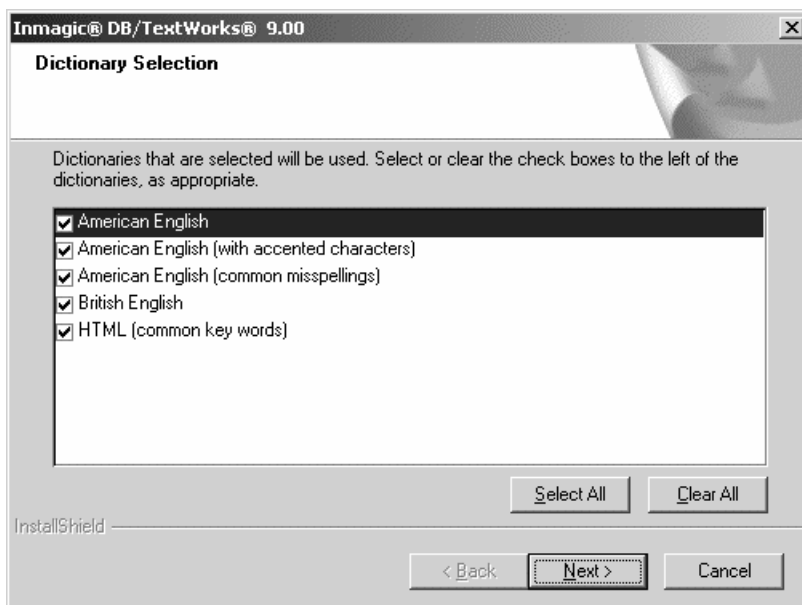 Inmagic® DB/TextWorks® 9.00
Dictionary Selection
Dictionaries that are selected will be used. Select or clear the check boxes to the left of the
dictionaries, as appropriate.
American English
American English (with accented characters)
American English (common misspellings)
British English
HTML (common key words)
Select All Clear All
InstallShield
< Back Next > Cancel